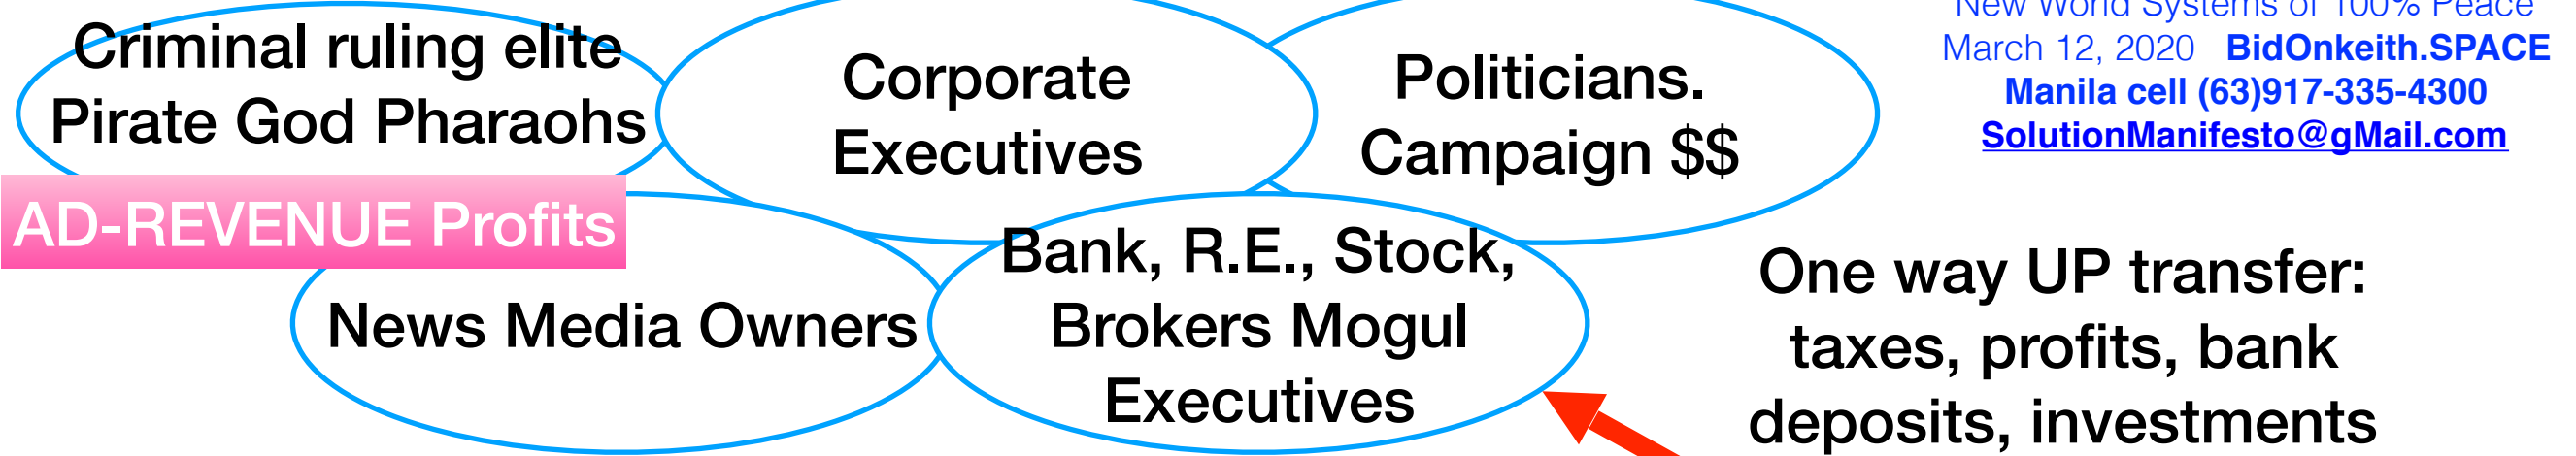 Criminal ruling elite
Pirate God Pharaohs
Corporate
Executives
Politicians.
Campaign $$
New World Systems of 100% Peace
March 12, 2020 BidOnkeith.SPACE
Manila cell (63)917-335-4300
SolutionManifesto@gMail.com
AD-REVENUE Profits
News Media Owners
Bank, R.E., Stock,
Brokers Mogul
Executives
One way UP transfer:
taxes, profits, bank
deposits, investments